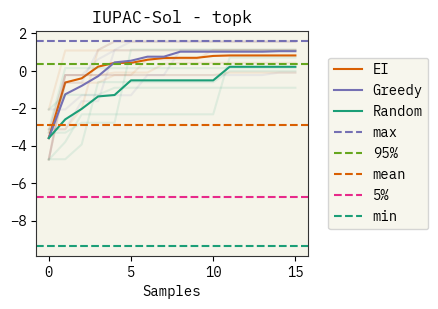 IUPAC-Sol - topk
2
0
−2
−4
−6
−8
0 5 10 15
Samples
EI
Greedy
Random
max
95%
mean
5%
min